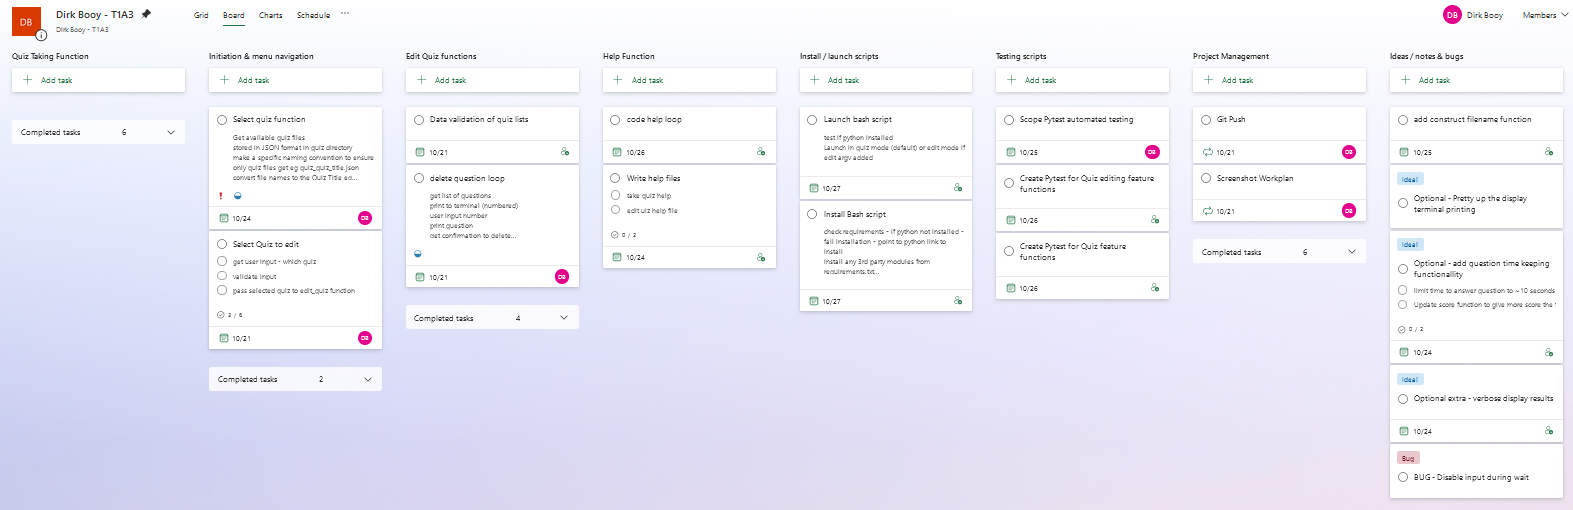 DB
Dirk Booy - T1A3
Dirk Booy - T1A3
Grid
Board
Charts
Schedule
...
DB
Dirk Booy
Members
Quiz Taking Function
Add task
Completed tasks 6
Initiation & menu navigation
Add task
Select quiz function
Get available quiz files
stored in JSON format in quiz directory
make a specific naming convention to ensure
only quiz files get eg quiz_quiz_title.json
convert file names to the Quiz Title eg...
10/24
DB
Select Quiz to edit
get user input - which quiz
validate input
pass selected quiz to edit_quiz function
3 / 6
10/21
DB
Completed tasks 2
Edit Quiz functions
Add task
Data validation of quiz lists
10/21
delete question loop
get list of questions
print to terminal (numbered)
user input number
print question
get confirmation to delete...
10/21
DB
Completed tasks 4
Help Function
Add task
code help loop
10/26
Write help files
take quiz help
edit uiz help file
0 / 2
10/24
Install / launch scripts
Add task
Launch bash script
test if python installed
Launch in quiz mode (default) or edit mode if
edit argv added
10/27
Install Bash script
check requirements - if python not installed -
fail installation - point to python link to
install
Install any 3rd party modules from
requirements.txt...
10/27
Testing scripts
Add task
Scope Pytest automated testing
10/25
DB
Create Pytest for Quiz editing feature
functions
10/26
Create Pytest for Quiz feature
functions
10/26
Project Management
Add task
Git Push
10/21
DB
Screenshot Workplan
10/21
DB
Completed tasks 6
Ideas / notes & bugs
Add task
add construct filename function
10/25
Idea!
Optional - Pretty up the display
terminal printing
Idea!
Optional - add question time keeping
functionallity
limit time to answer question to ~10 seconds
Update score function to give more score the
0 / 2
10/24
Idea!
Optional extra - verbose display results
10/24
Bug
BUG - Disable input during wait